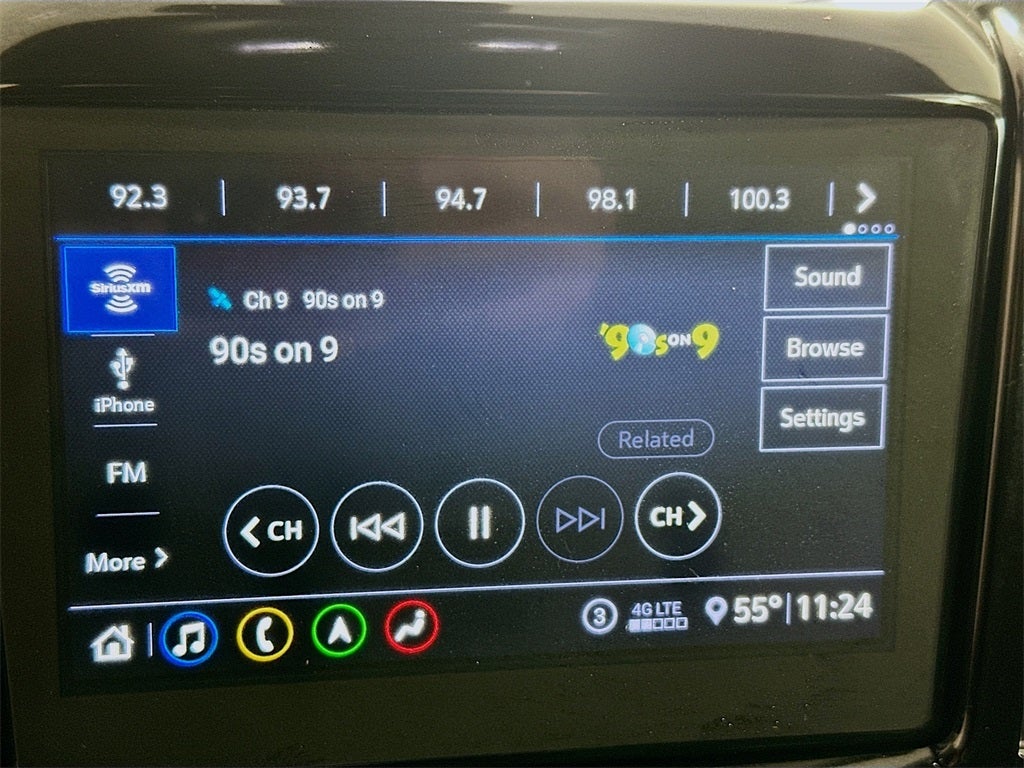 92.3 | 93.7 | 94.7 | 98.1 | 100.3 |
SiriusXM
Ch 9 90s on 9
90s on 9
'90s ON 9
Sound
Browse
Settings
iPhone
FM
More
Related
CH
CH
3
4G LTE
55° | 11:24